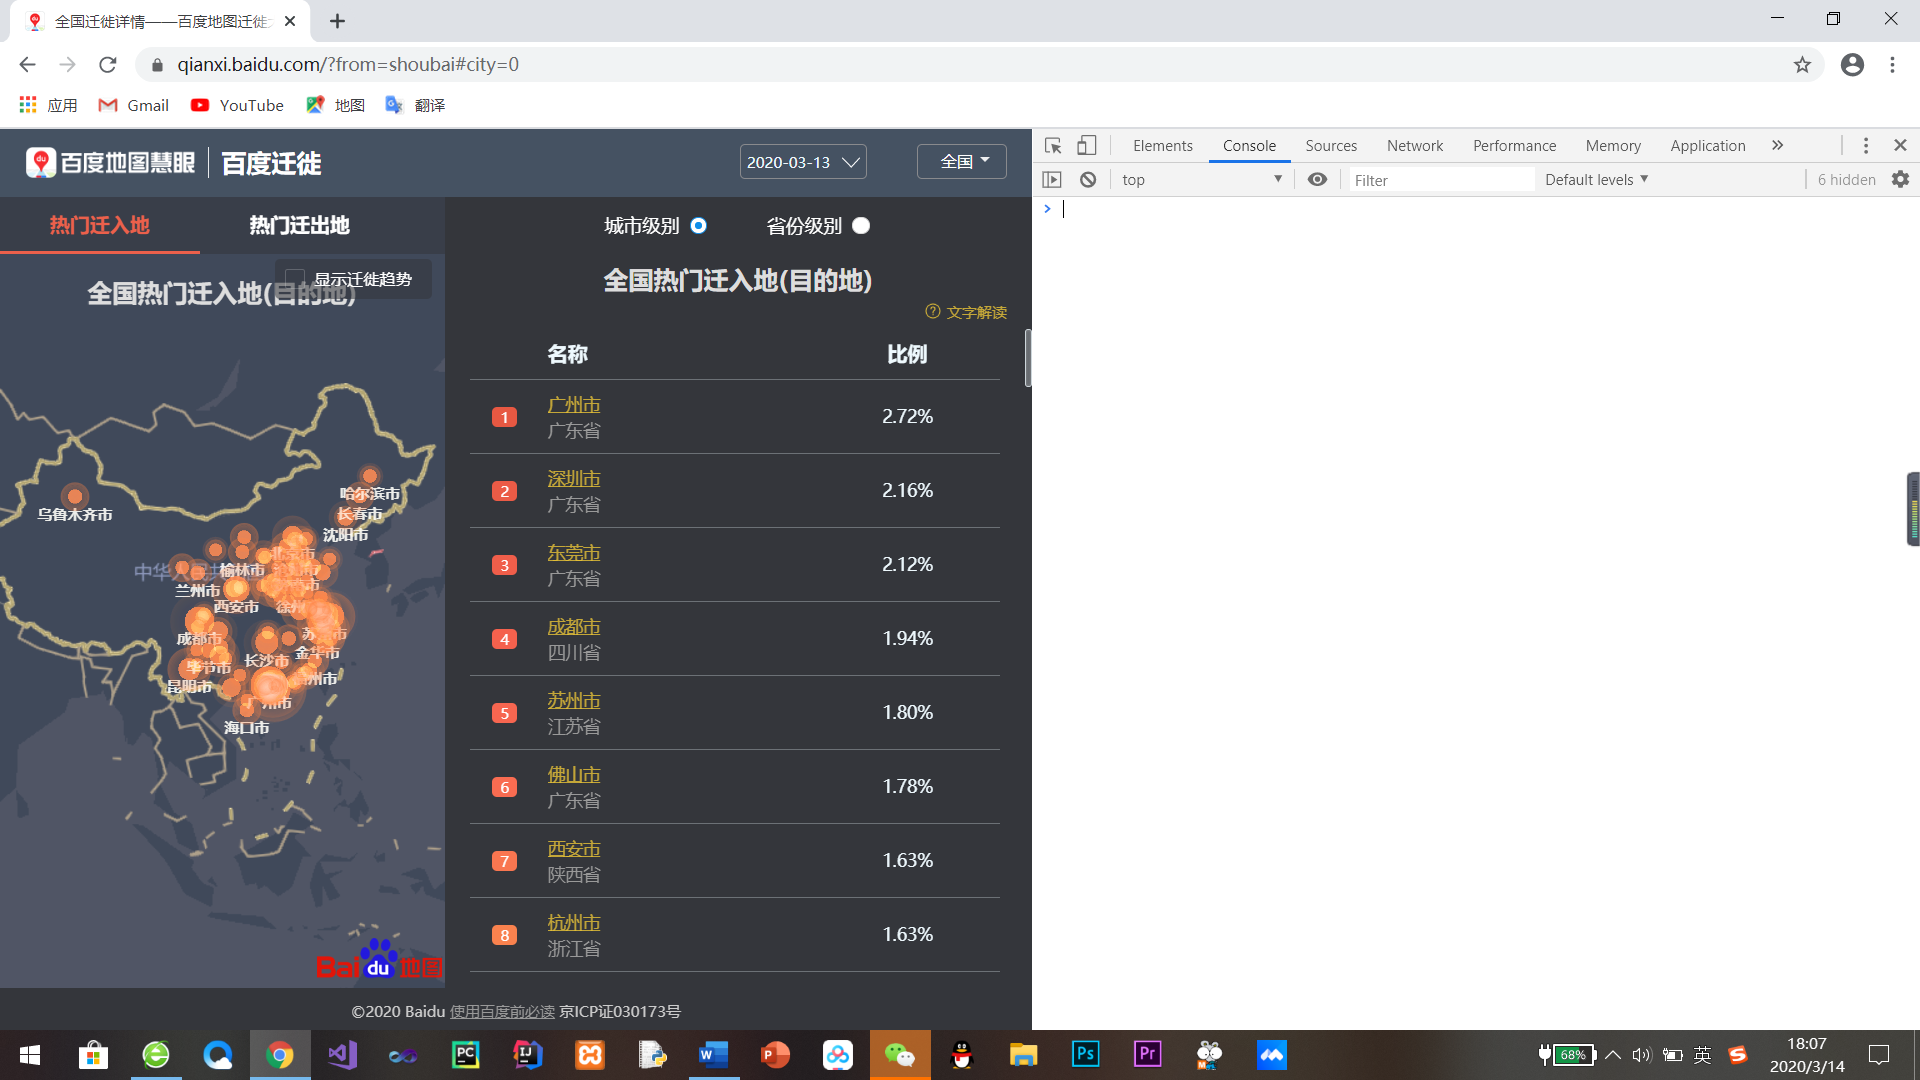 全国迁徙详情——百度地图迁徙
qianxi.baidu.com/?from=shoubai#city=0
应用
Gmail
YouTube
地图
翻译
百度地图慧眼
百度迁徙
2020-03-13
全国
热门迁入地
热门迁出地
显示迁徙趋势
全国热门迁入地(目的地)
乌鲁木齐市
哈尔滨市
长春市
沈阳市
北京市
榆林市
兰州市
西安市
徐州
成都市
金华市
长沙市
毕节市
昆明市
广州市
海口市
Bai du 地图
城市级别
省份级别
全国热门迁入地(目的地)
? 文字解读
名称 比例
1 广州市 2.72%
广东省
2 深圳市 2.16%
广东省
3 东莞市 2.12%
广东省
4 成都市 1.94%
四川省
5 苏州市 1.80%
江苏省
6 佛山市 1.78%
广东省
7 西安市 1.63%
陕西省
8 杭州市 1.63%
浙江省
©2020 Baidu 使用百度前必读 京ICP证030173号
Elements Console Sources Network Performance Memory Application »
top
Filter
Default levels
6 hidden
>
68%
英
18:07
2020/3/14